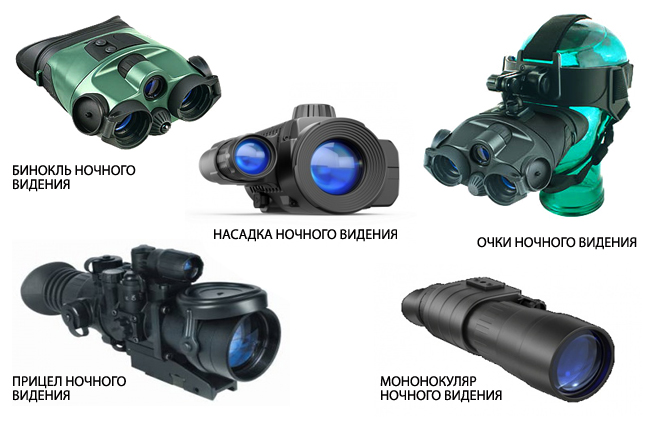 БИНОКЛЬ НОЧНОГО
ВИДЕНИЯ
НАСАДКА НОЧНОГО ВИДЕНИЯ
ОЧКИ НОЧНОГО ВИДЕНИЯ
ПРИЦЕЛ НОЧНОГО
ВИДЕНИЯ
МОНОНОКУЛЯР
НОЧНОГО ВИДЕНИЯ